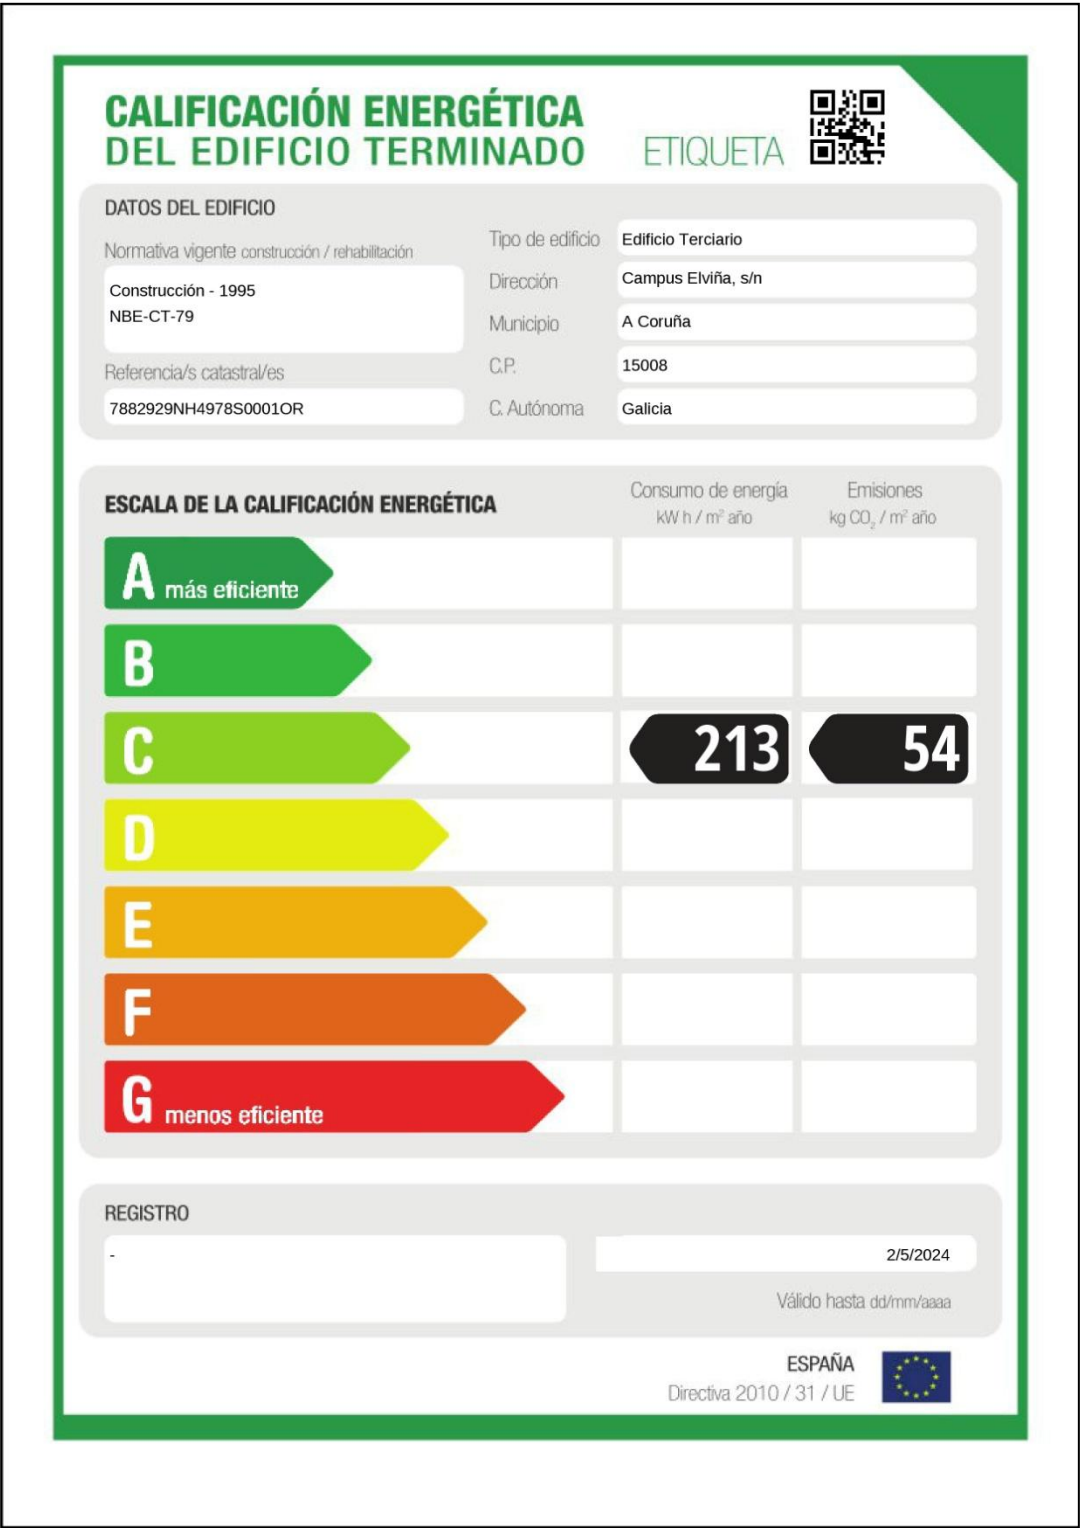 CALIFICACIÓN ENERGÉTICA
DEL EDIFICIO TERMINADO
ETIQUETA
DATOS DEL EDIFICIO
Normativa vigente construcción / rehabilitación
Construcción - 1995
NBE-CT-79
Referencia/s catastral/es
7882929NH4978S0001OR
Tipo de edificio Edificio Terciario
Dirección Campus Elviña, s/n
Municipio A Coruña
C.P. 15008
C. Autónoma Galicia
ESCALA DE LA CALIFICACIÓN ENERGÉTICA
Consumo de energía
kW h / m² año
Emisiones
kg CO₂ / m² año
A más eficiente
B
C 213 54
D
E
F
G menos eficiente
REGISTRO
-
2/5/2024
Válido hasta dd/mm/aaaa
ESPAÑA
Directiva 2010 / 31 / UE